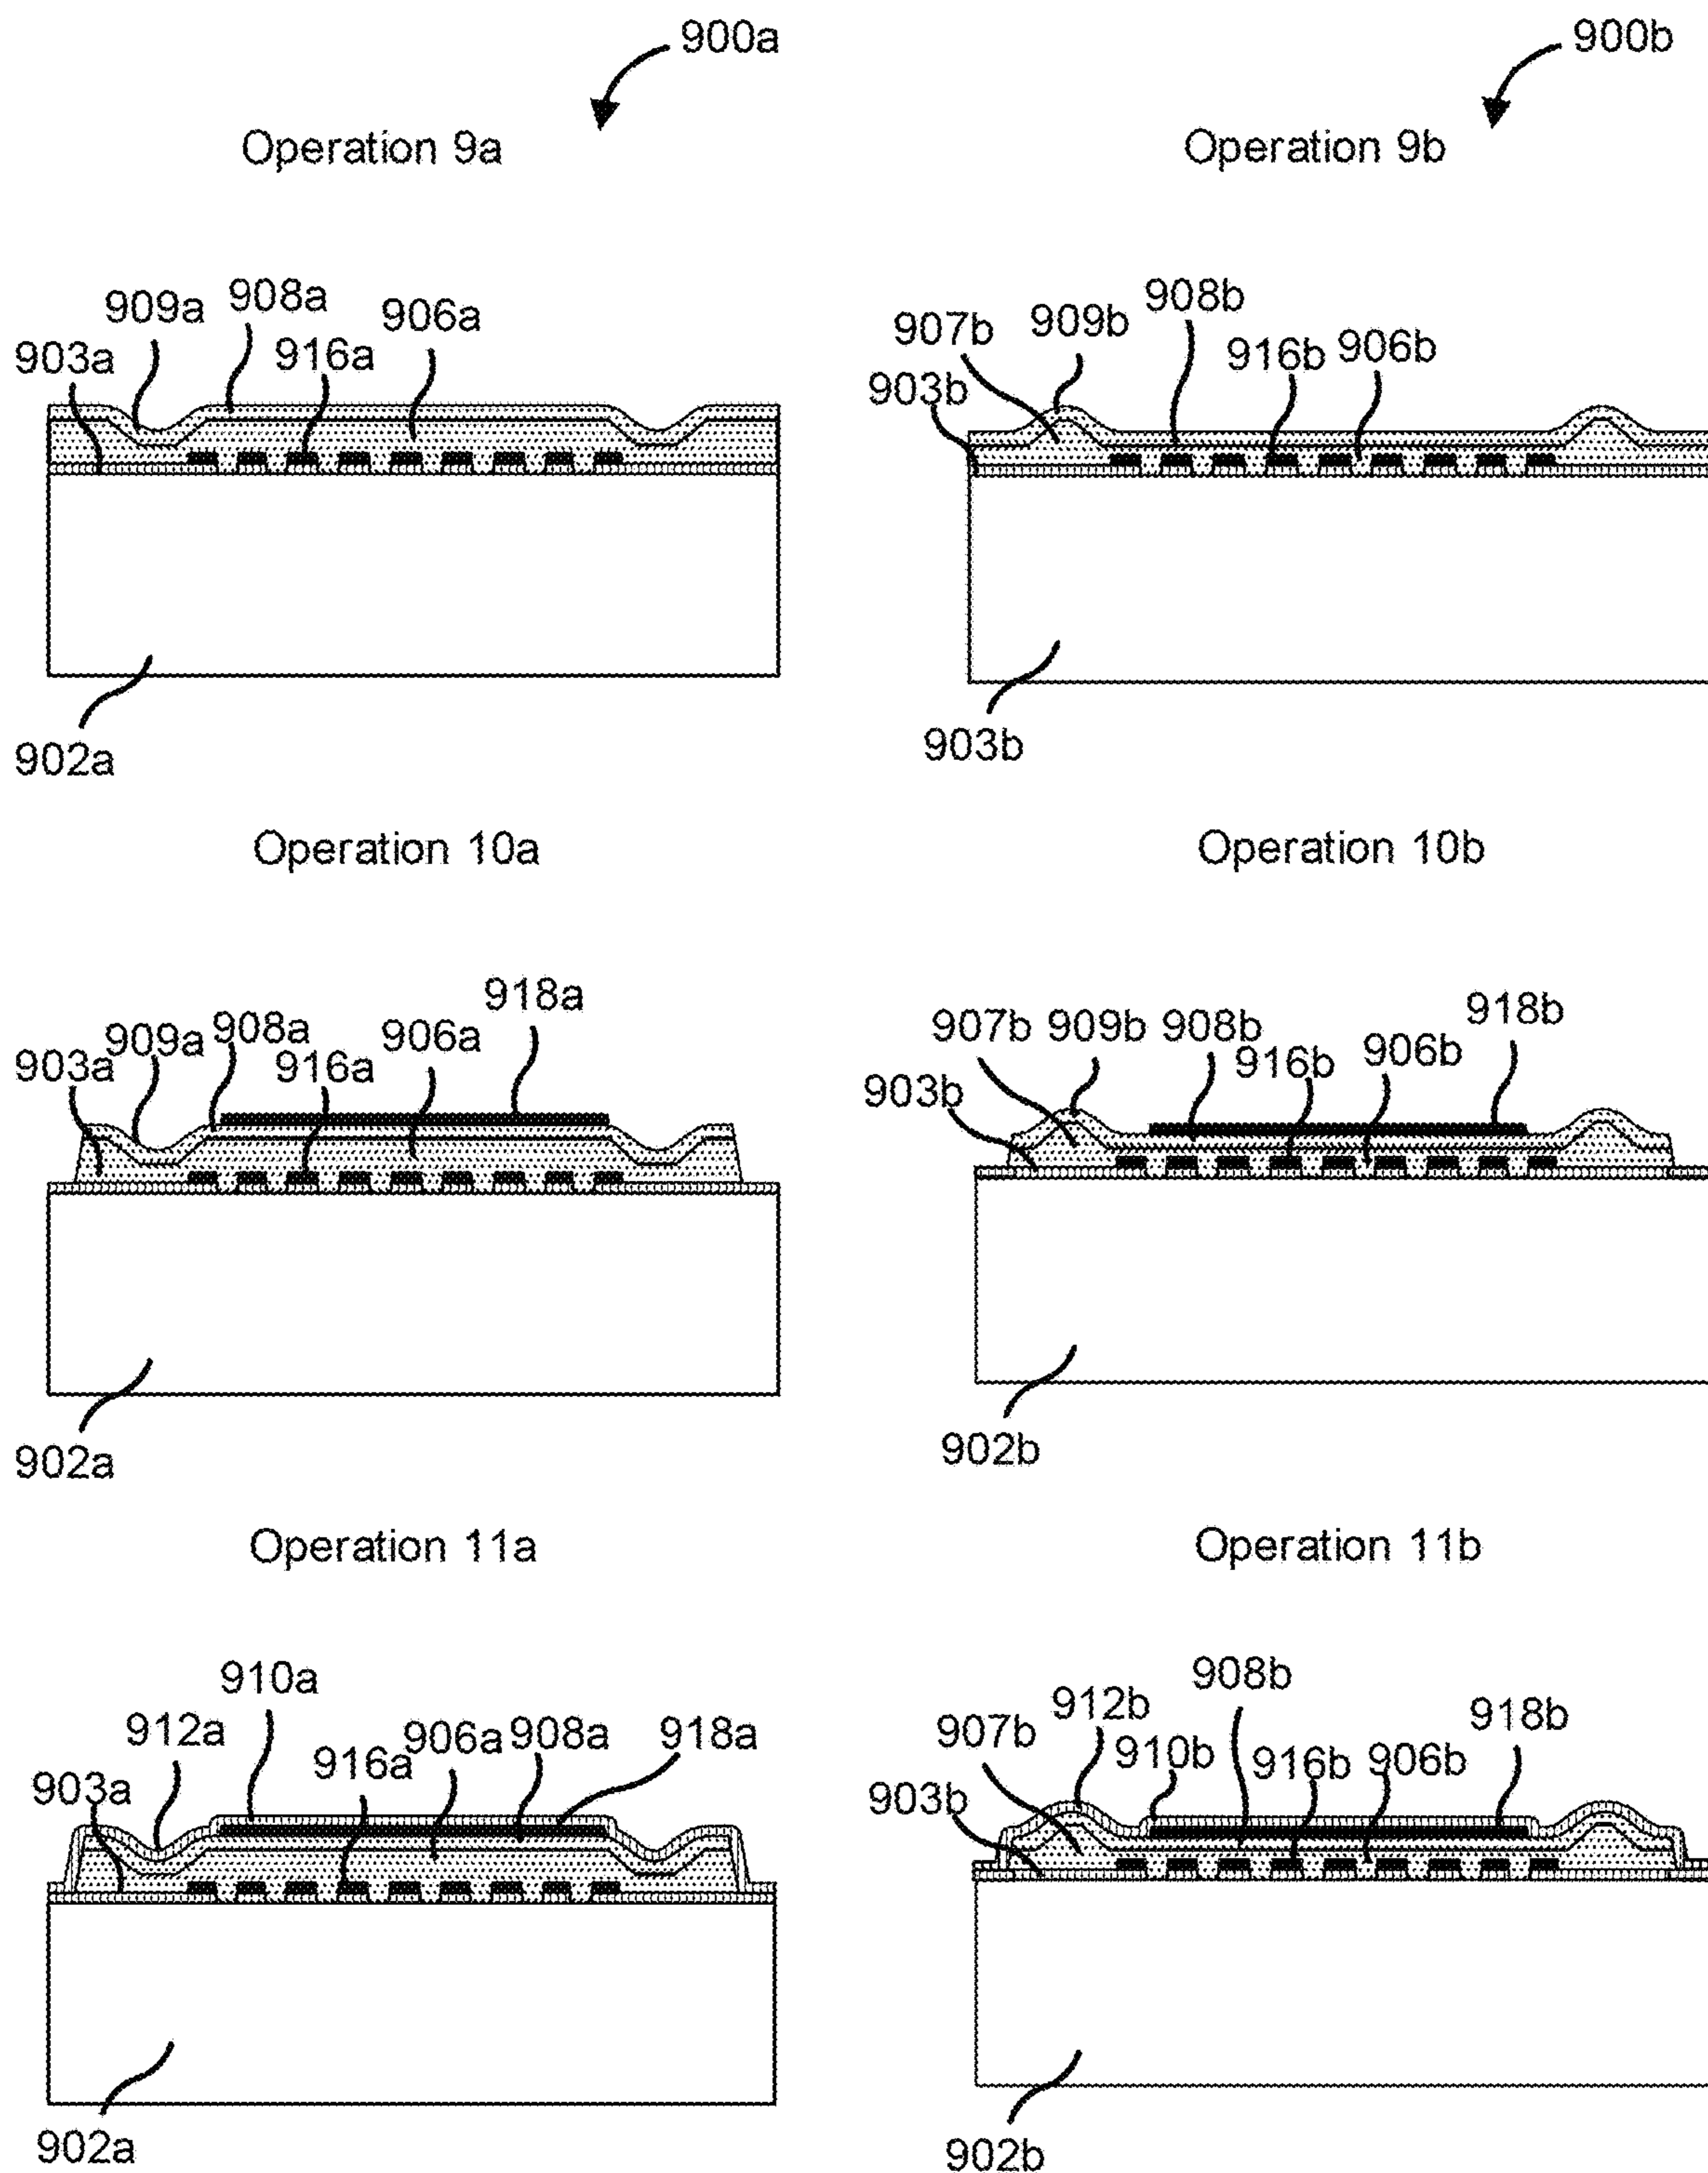 900a
900b
Operation 9a
Operation 9b
909a 908a 906a
903a 916a
907b 909b 908b
903b 916b 906b
902a
903b
Operation 10a
Operation 10b
918a
909a 908a 906a
903a 916a
907b 909b 908b 918b
903b 916b 906b
902a
902b
Operation 11a
Operation 11b
910a
912a 916a 906a 908a 918a
903a
908b
907b 912b 910b 918b
903b 916b 906b
902a
902b